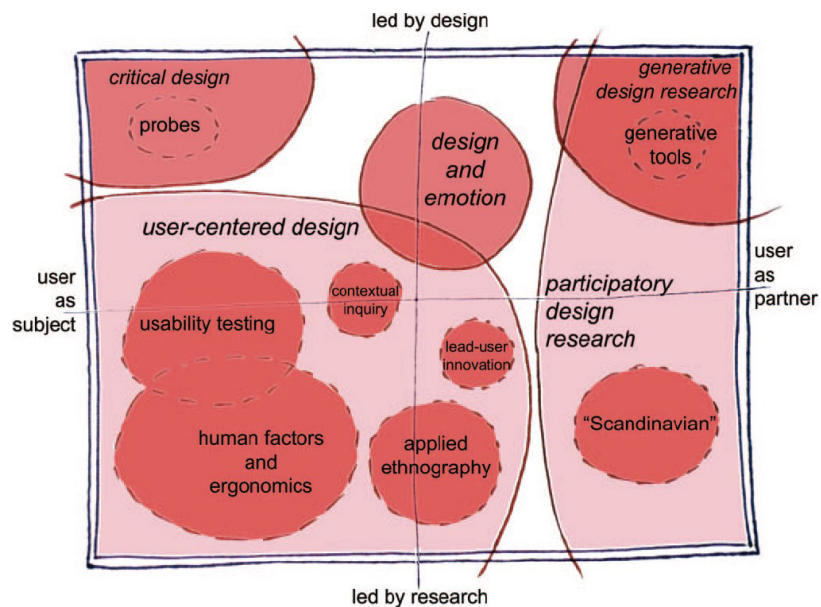 led by design
critical design
probes
generative
design research
generative
tools
design
and
emotion
user-centered design
user
as
subject
user
as
partner
contextual
inquiry
usability testing
participatory
design
research
lead-user
innovation
human factors
and
ergonomics
applied
ethnography
“Scandinavian”
led by research